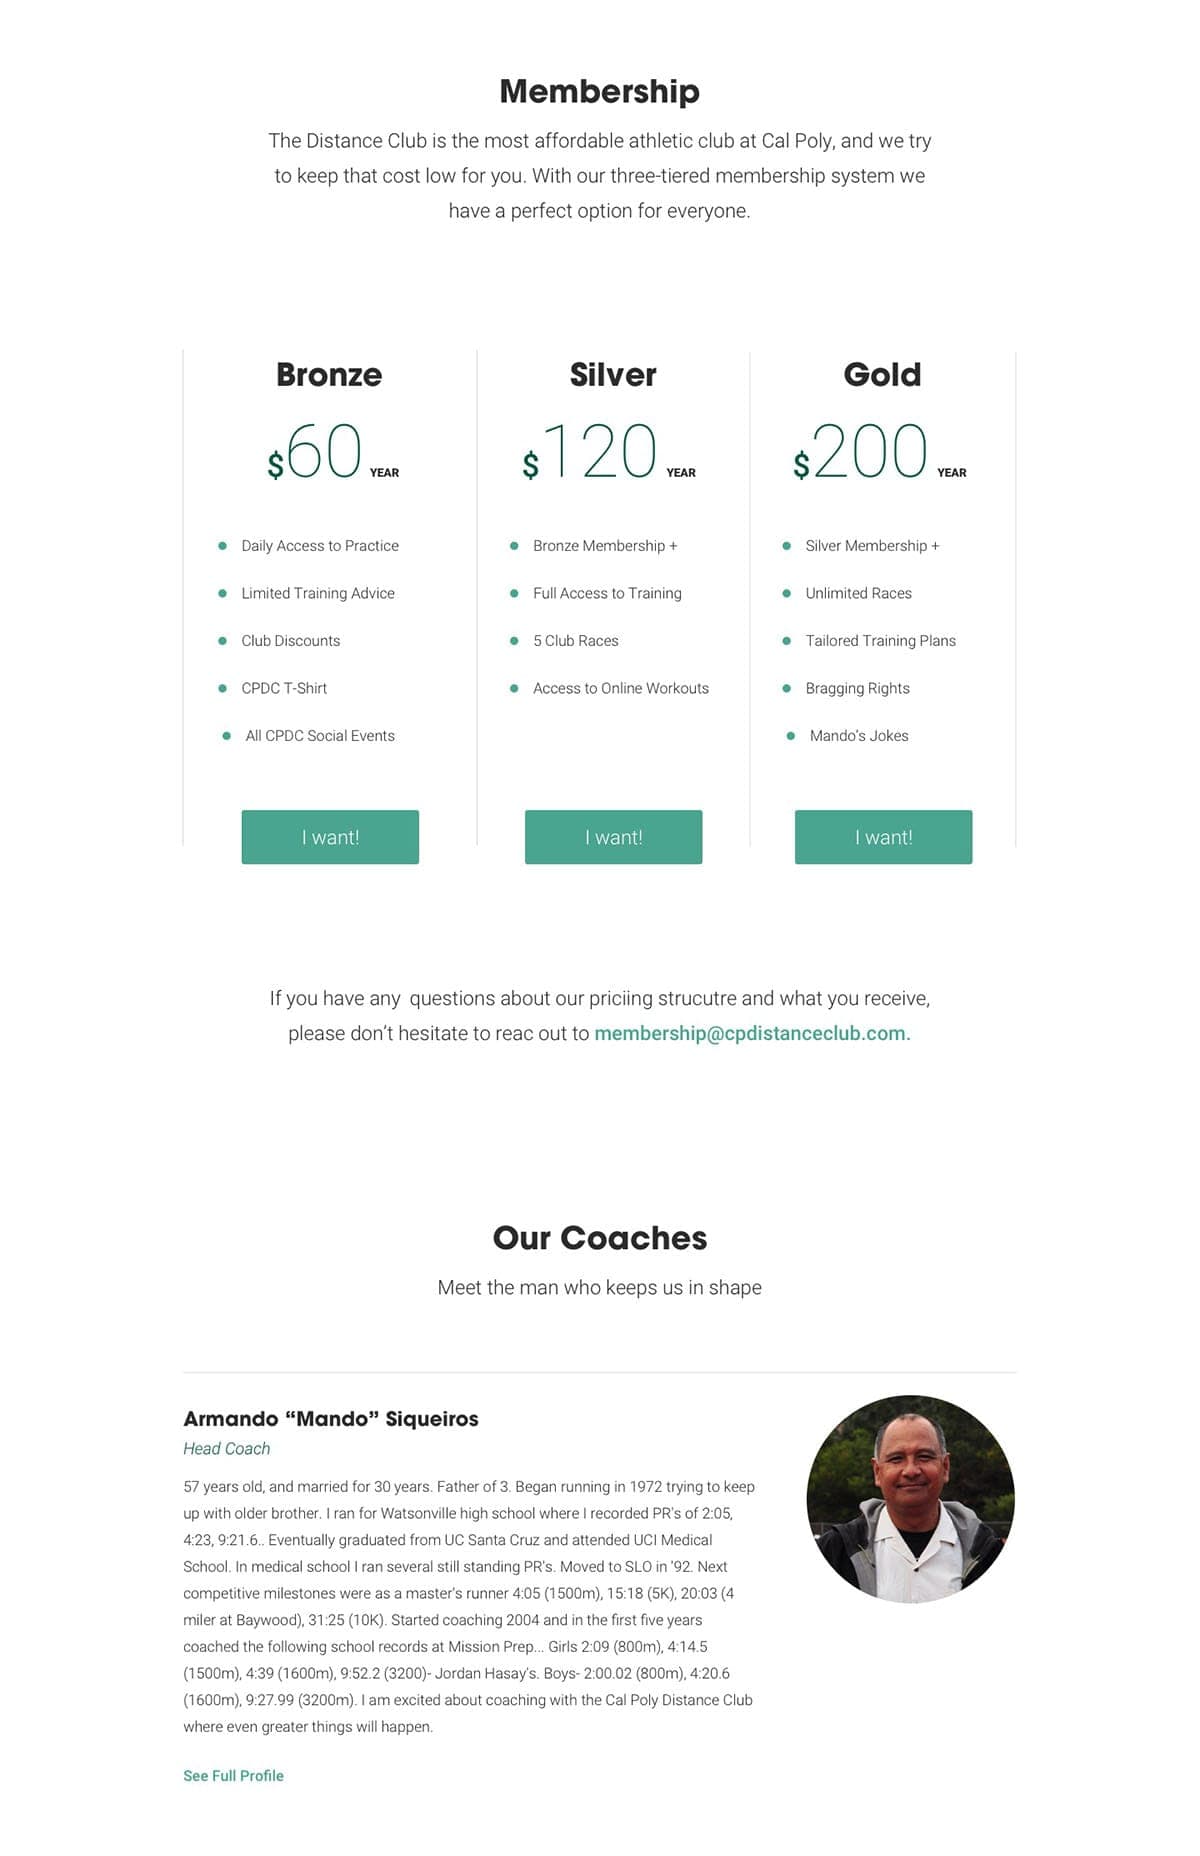 Membership
The Distance Club is the most affordable athletic club at Cal Poly, and we try
to keep that cost low for you. With our three-tiered membership system we
have a perfect option for everyone.
Bronze
$60 YEAR
Daily Access to Practice
Limited Training Advice
Club Discounts
CPDC T-Shirt
All CPDC Social Events
I want!
Silver
$120 YEAR
Bronze Membership +
Full Access to Training
5 Club Races
Access to Online Workouts
I want!
Gold
$200 YEAR
Silver Membership +
Unlimited Races
Tailored Training Plans
Bragging Rights
Mando's Jokes
I want!
If you have any  questions about our priciing strucutre and what you receive,
please don't hesitate to reac out to membership@cpdistanceclub.com.
Our Coaches
Meet the man who keeps us in shape
Armando “Mando” Siqueiros
Head Coach
57 years old, and married for 30 years. Father of 3. Began running in 1972 trying to keep
up with older brother. I ran for Watsonville high school where I recorded PR's of 2:05,
4:23, 9:21.6.. Eventually graduated from UC Santa Cruz and attended UCI Medical
School. In medical school I ran several still standing PR's. Moved to SLO in '92. Next
competitive milestones were as a master's runner 4:05 (1500m), 15:18 (5K), 20:03 (4
miler at Baywood), 31:25 (10K). Started coaching 2004 and in the first five years
coached the following school records at Mission Prep... Girls 2:09 (800m), 4:14.5
(1500m), 4:39 (1600m), 9:52.2 (3200)- Jordan Hasay's. Boys- 2:00.02 (800m), 4:20.6
(1600m), 9:27.99 (3200m). I am excited about coaching with the Cal Poly Distance Club
where even greater things will happen.
See Full Profile